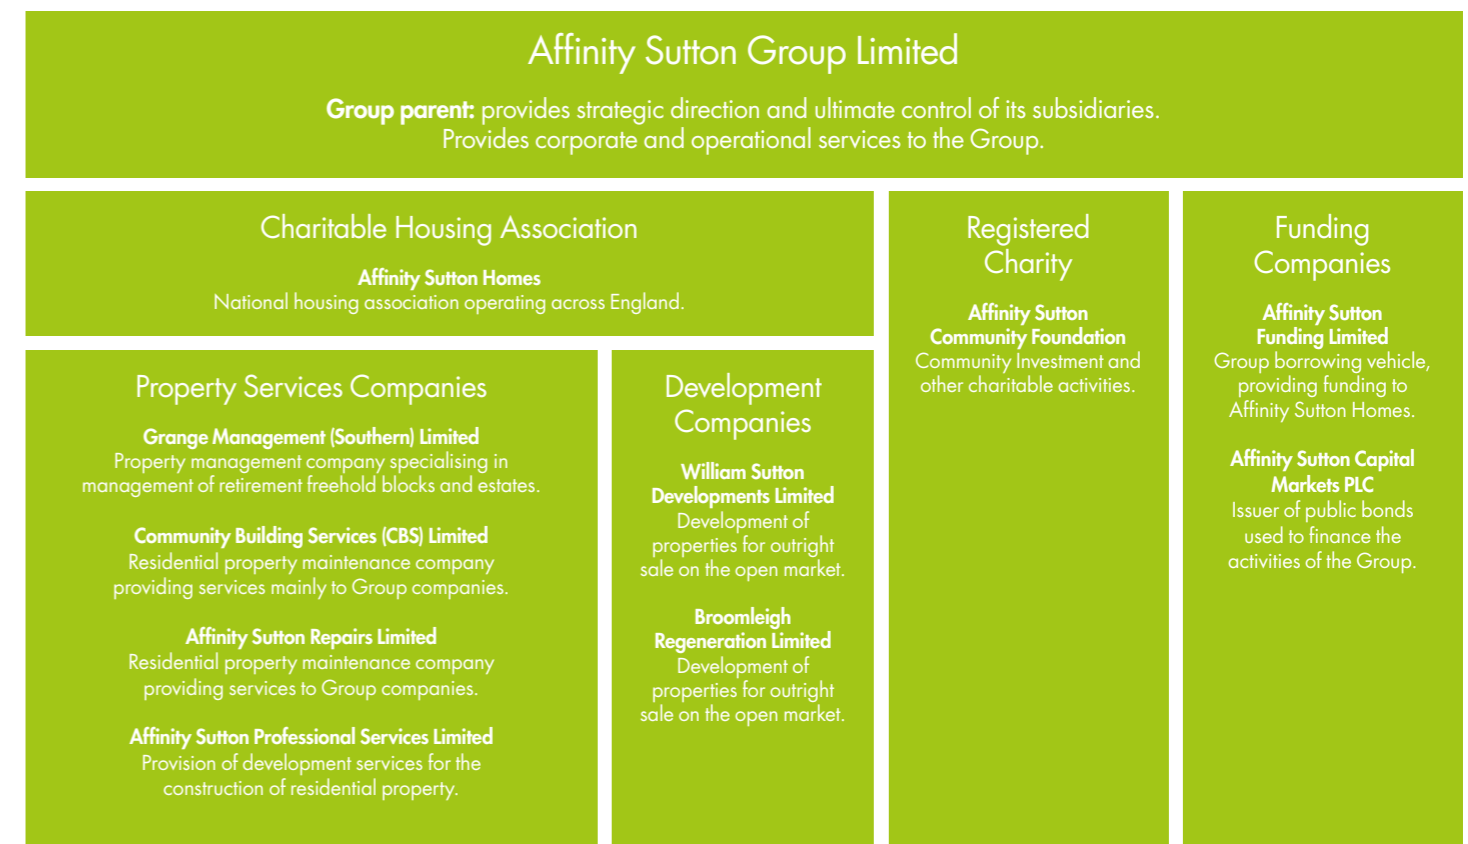 Affinity Sutton Group Limited
Group parent: provides strategic direction and ultimate control of its subsidiaries.
Provides corporate and operational services to the Group.
Charitable Housing Association
Affinity Sutton Homes
National housing association operating across England.
Property Services Companies
Grange Management (Southern) Limited
Property management company specialising in
management of retirement freehold blocks and estates.
Community Building Services (CBS) Limited
Residential property maintenance company
providing services mainly to Group companies.
Affinity Sutton Repairs Limited
Residential property maintenance company
providing services to Group companies.
Affinity Sutton Professional Services Limited
Provision of development services for the
construction of residential property.
Development
Companies
William Sutton
Developments Limited
Development of
properties for outright
sale on the open market.
Broomleigh
Regeneration Limited
Development of
properties for outright
sale on the open market.
Registered
Charity
Affinity Sutton
Community Foundation
Community Investment and
other charitable activities.
Funding
Companies
Affinity Sutton
Funding Limited
Group borrowing vehicle,
providing funding to
Affinity Sutton Homes.
Affinity Sutton Capital
Markets PLC
Issuer of public bonds
used to finance the
activities of the Group.